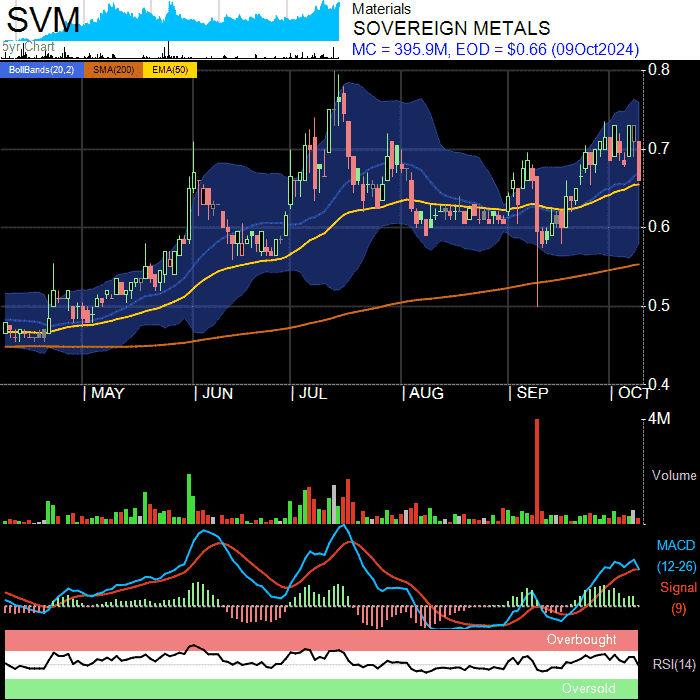 SVM
5yr Chart
Materials
SOVEREIGN METALS
MC = 395.9M, EOD = $0.66 (09Oct2024)
BollBands(20,2) SMA(200) EMA(50)
0.8
0.7
0.6
0.5
0.4
MAY JUN JUL AUG SEP OCT
4M
Volume
MACD
(12-26)
Signal
(9)
Overbought
RSI(14)
Oversold